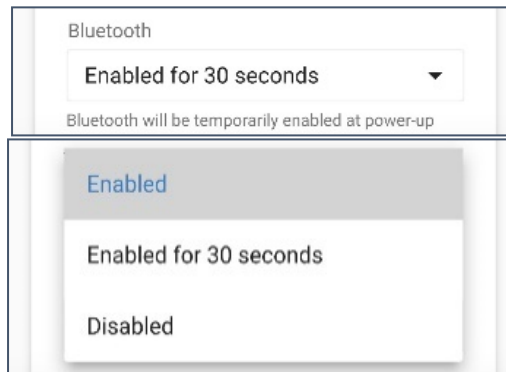 Bluetooth
Enabled for 30 seconds
Bluetooth will be temporarily enabled at power-up
Enabled
Enabled for 30 seconds
Disabled